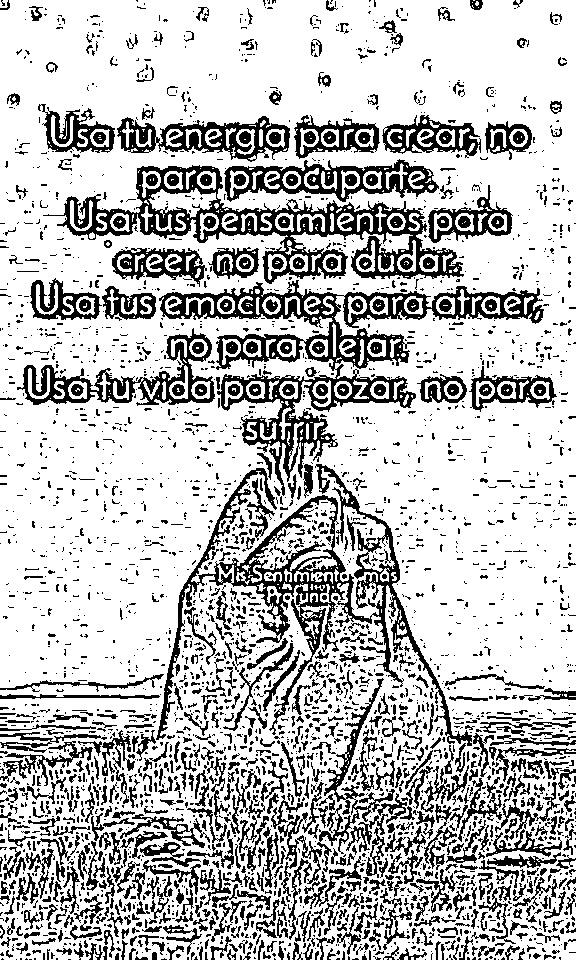 Usa tu energía para crear, no
para preocuparte.
Usa tus pensamientos para
creer, no para dudar.
Usa tus emociones para atraer,
no para alejar.
Usa tu vida para gozar, no para
sufrir.
Mis Sentimientos más
Profundos